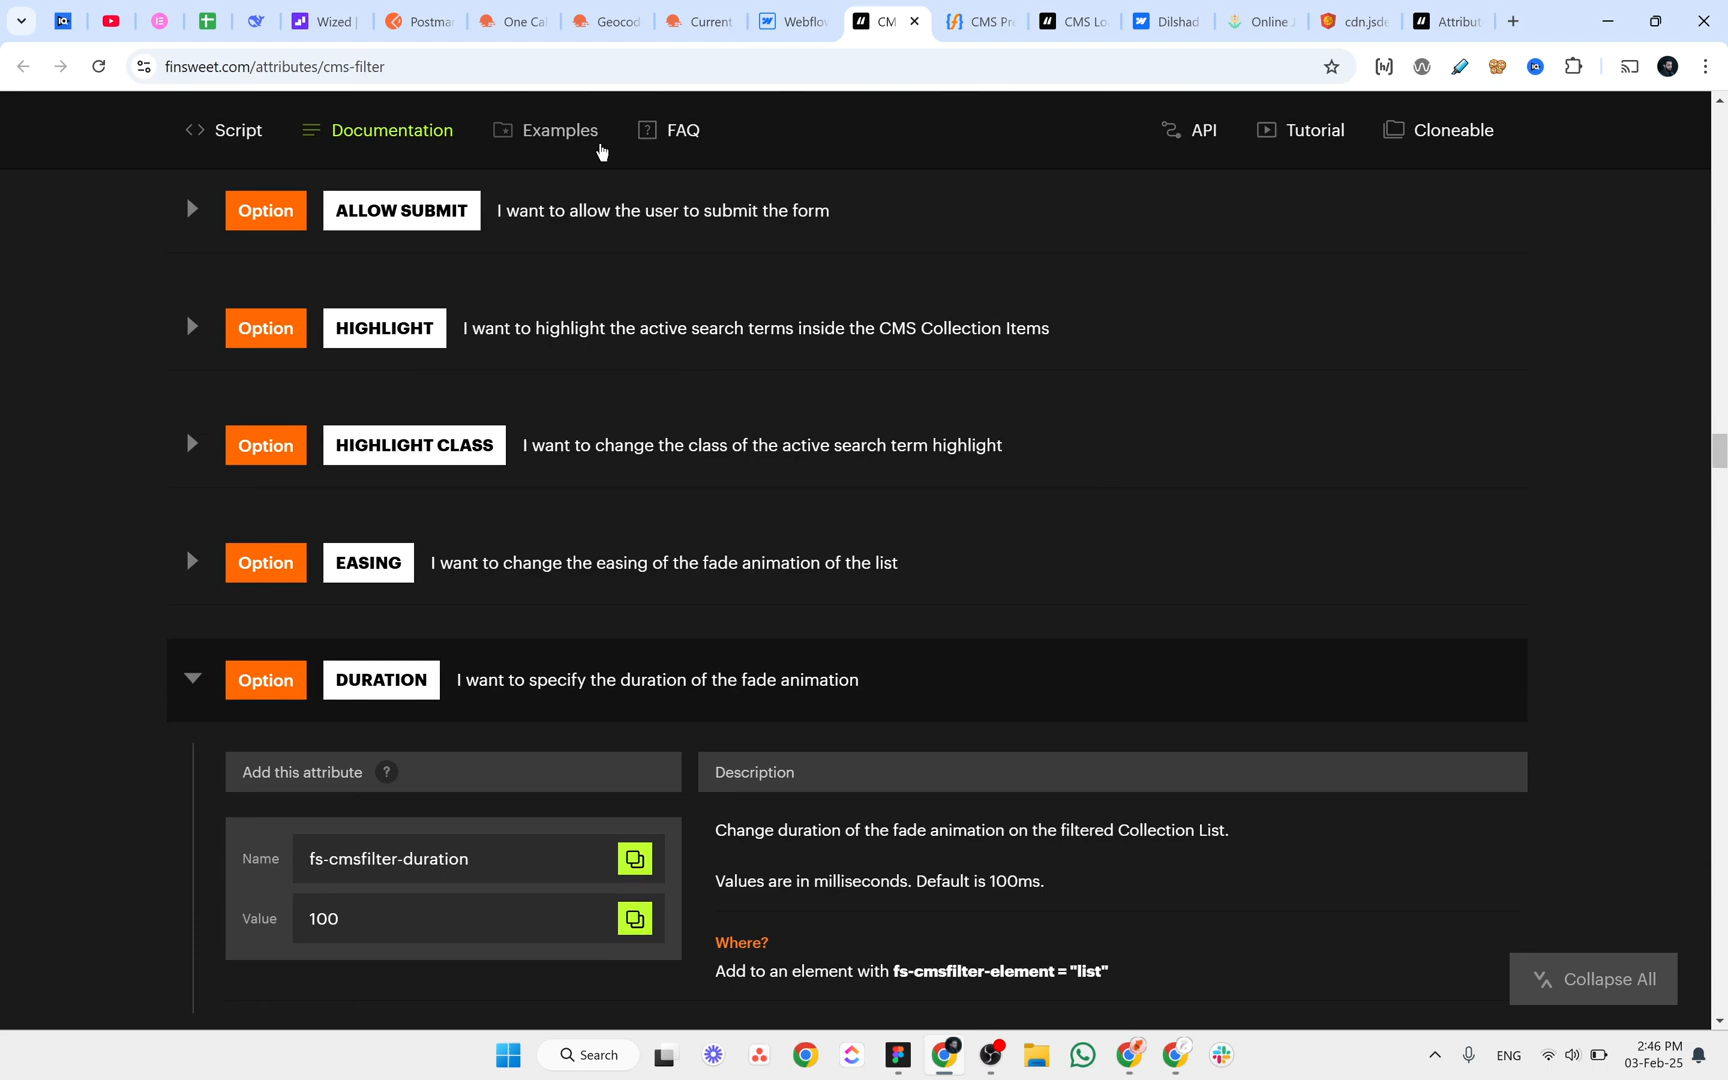 Wized |
Postma
One Cal
Geocod
Current
Webflo
CM
CMS Pr
CMS Lo
Dilshad
Online J
cdn.jsde
Attribut
finsweet.com/attributes/cms-filter
Script
Documentation
Examples
FAQ
API
Tutorial
Cloneable
Option ALLOW SUBMIT I want to allow the user to submit the form
Option HIGHLIGHT I want to highlight the active search terms inside the CMS Collection Items
Option HIGHLIGHT CLASS I want to change the class of the active search term highlight
Option EASING I want to change the easing of the fade animation of the list
Option DURATION I want to specify the duration of the fade animation
Add this attribute ?
Description
Name fs-cmsfilter-duration
Value 100
Change duration of the fade animation on the filtered Collection List.
Values are in milliseconds. Default is 100ms.
Where?
Add to an element with fs-cmsfilter-element = "list"
Collapse All
Search
ENG
2:46 PM
03-Feb-25